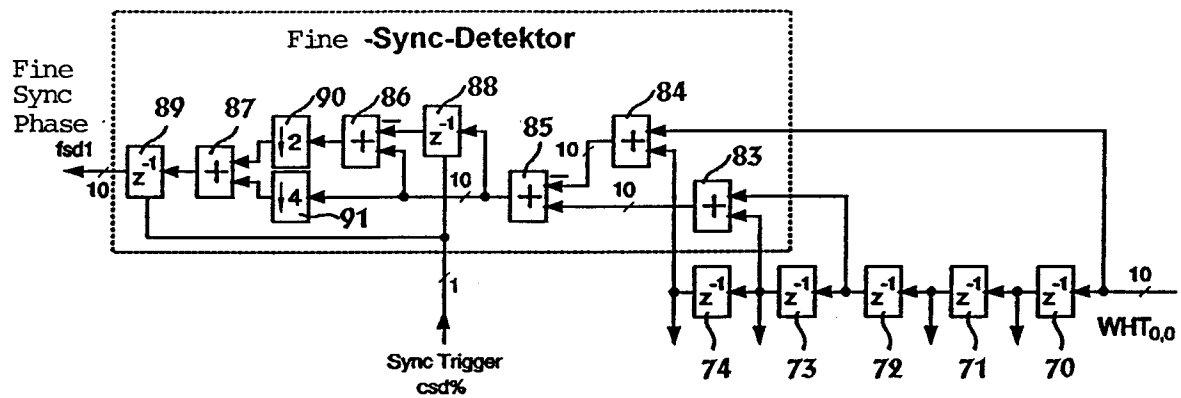 Fine -Sync-Detektor
Fine
Sync
Phase
fsd1
10
89
z-1
87
+
90
↓2
↓4
91
86
+
88
z-1
10
85
+
10
10
84
+
83
+
1
Sync Trigger
csd%
z-1
74
z-1
73
z-1
72
z-1
71
z-1
70
10
WHT0,0